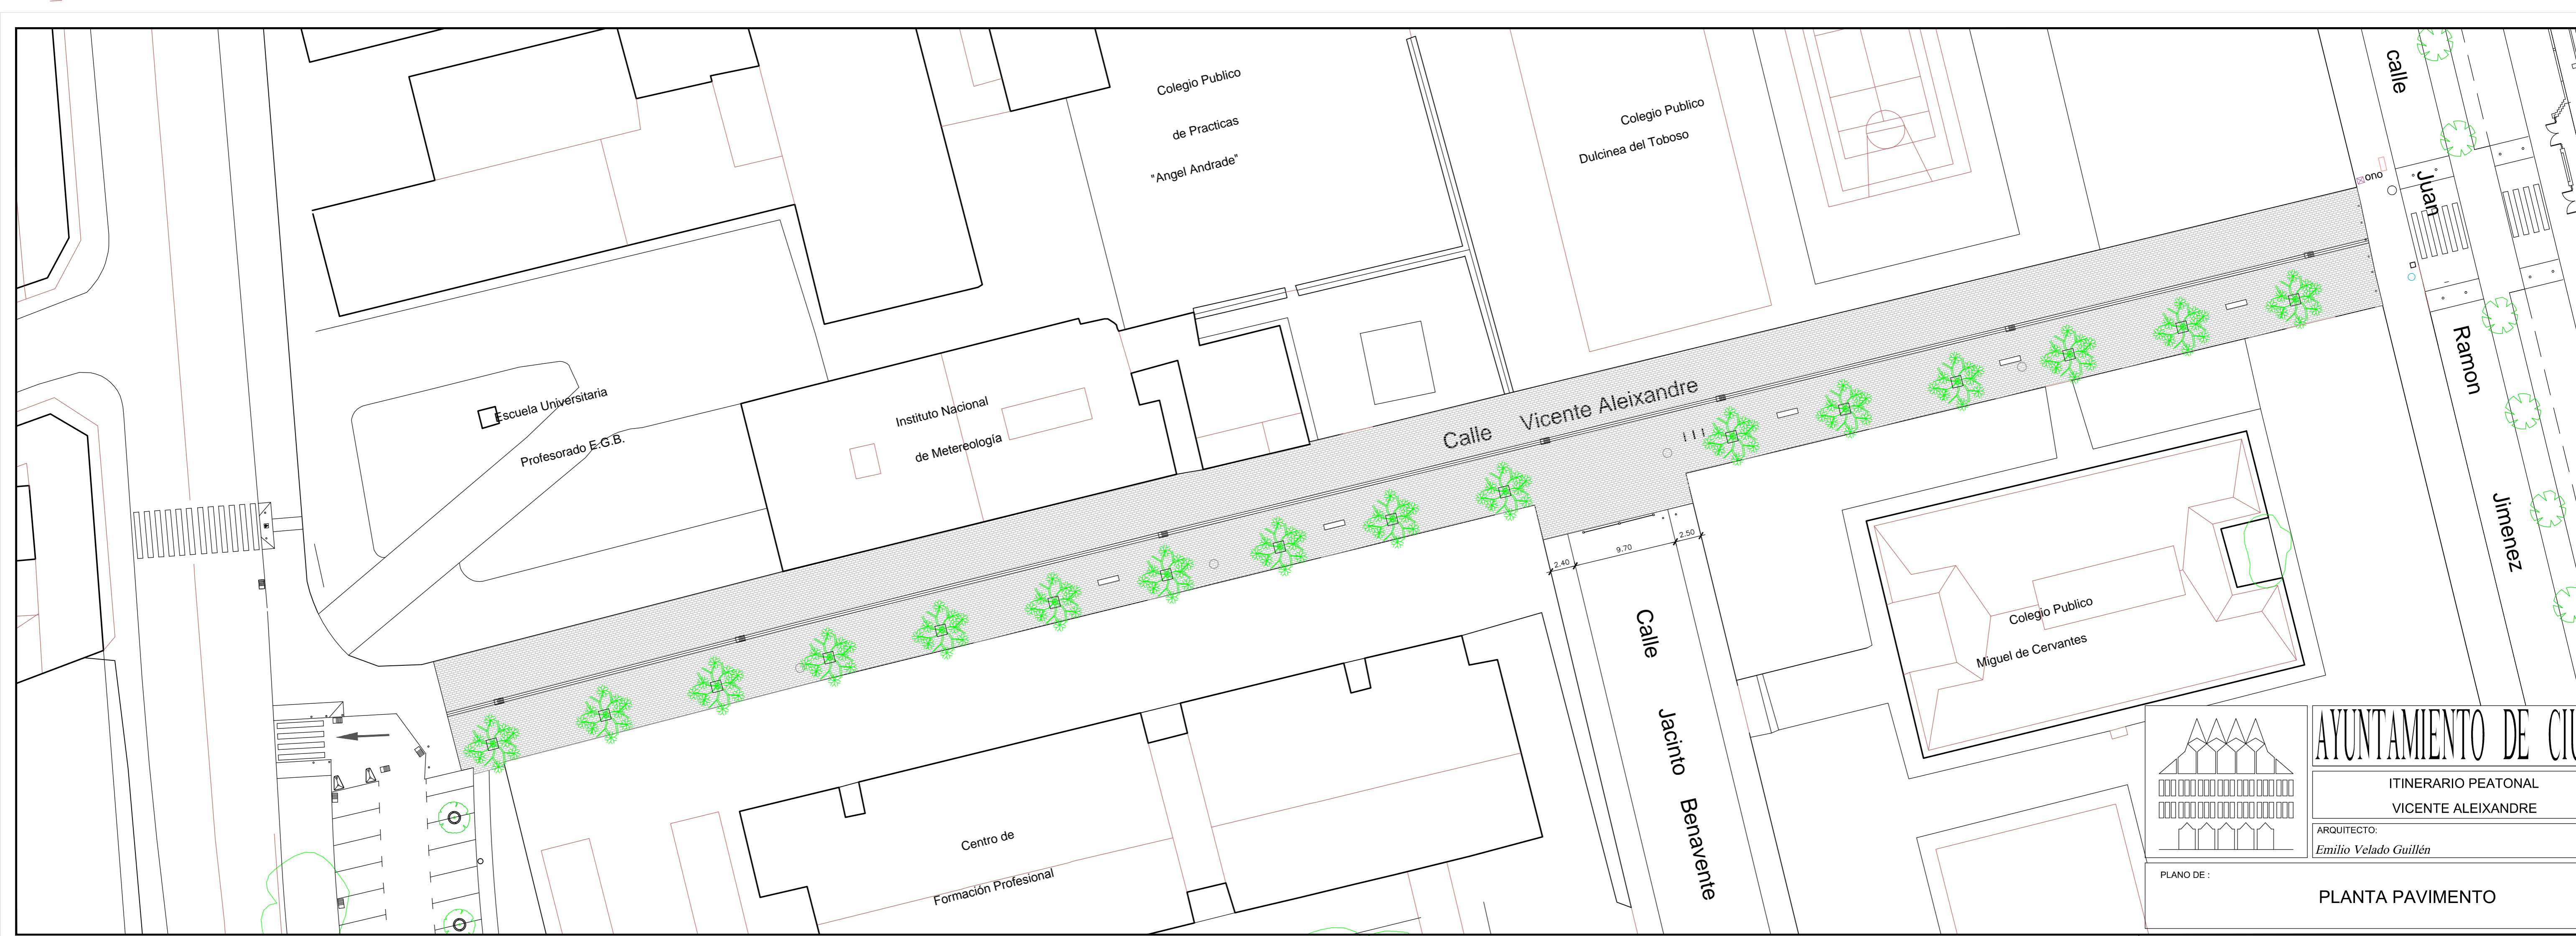 Colegio Publico
de Practicas
"Angel Andrade"
Colegio Publico
Dulcinea del Toboso
calle
Juan
Ramon
Jimenez
ono
Escuela Universitaria
Profesorado E.G.B.
Instituto Nacional
de Metereología
Calle Vicente Aleixandre
2.40
9.70
2.50
Calle
Jacinto
Benavente
Colegio Publico
Miguel de Cervantes
Centro de
Formación Profesional
AYUNTAMIENTO DE CIU
ITINERARIO PEATONAL
VICENTE ALEIXANDRE
ARQUITECTO:
Emilio Velado Guillén
PLANO DE :
PLANTA PAVIMENTO